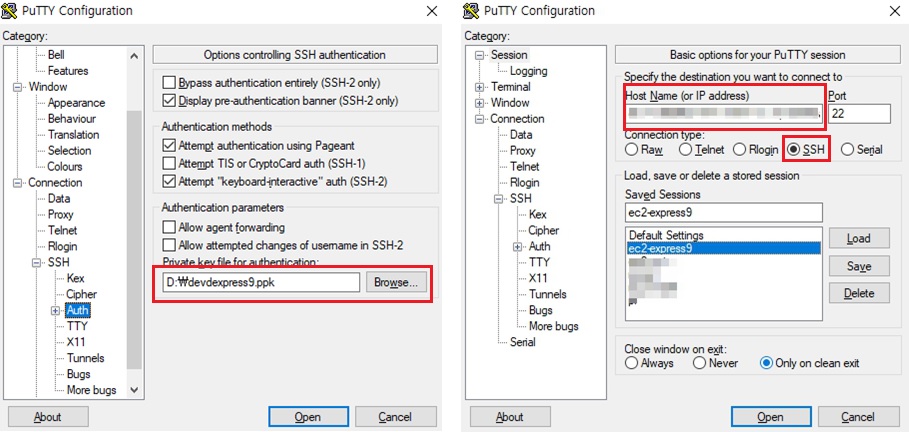 PuTTY Configuration
Category:
Bell
Features
Window
Appearance
Behaviour
Translation
Selection
Colours
Connection
Data
Proxy
Telnet
Rlogin
SSH
Kex
Cipher
Auth
TTY
X11
Tunnels
Bugs
More bugs
Options controlling SSH authentication
Bypass authentication entirely (SSH-2 only)
Display pre-authentication banner (SSH-2 only)
Authentication methods
Attempt authentication using Pageant
Attempt TIS or CryptoCard auth (SSH-1)
Attempt "keyboard-interactive" auth (SSH-2)
Authentication parameters
Allow agent forwarding
Allow attempted changes of username in SSH-2
Private key file for authentication:
D:₩devdexpress9.ppk
Browse...
About
Open
Cancel
PuTTY Configuration
Category:
Session
Logging
Terminal
Window
Connection
Data
Proxy
Telnet
Rlogin
SSH
Kex
Cipher
Auth
TTY
X11
Tunnels
Bugs
More bugs
Serial
Basic options for your PuTTY session
Specify the destination you want to connect to
Host Name (or IP address)
Port
22
Connection type:
Raw
Telnet
Rlogin
SSH
Serial
Load, save or delete a stored session
Saved Sessions
ec2-express9
Default Settings
ec2-express9
Load
Save
Delete
Close window on exit:
Always
Never
Only on clean exit
About
Open
Cancel